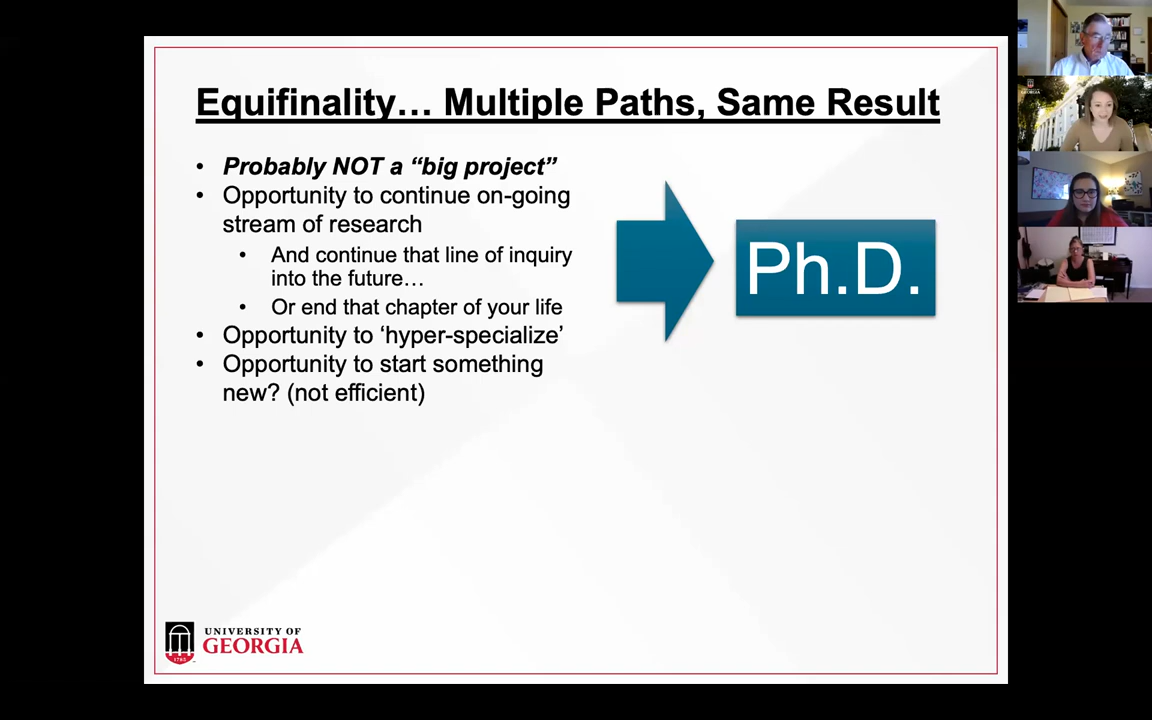 Equifinality… Multiple Paths, Same Result
• Probably NOT a “big project”
• Opportunity to continue on-going
stream of research
• And continue that line of inquiry
into the future…
• Or end that chapter of your life
• Opportunity to ‘hyper-specialize’
• Opportunity to start something
new? (not efficient)
Ph.D.
UNIVERSITY OF
GEORGIA
1785
GEORGIA